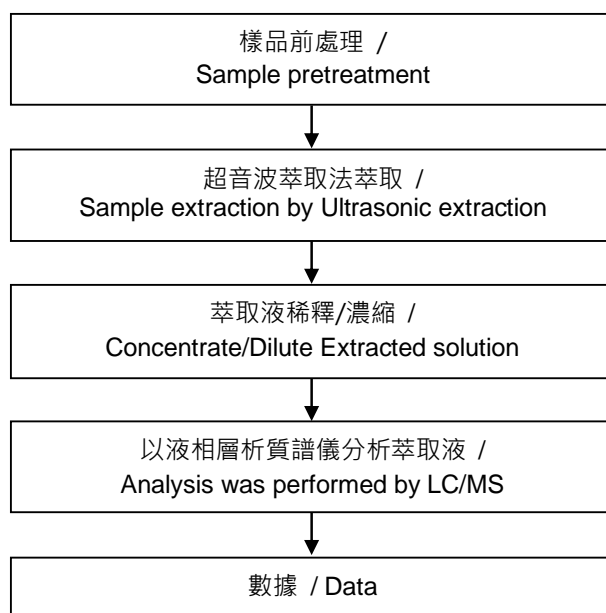 樣品前處理 /
Sample pretreatment
超音波萃取法萃取 /
Sample extraction by Ultrasonic extraction
萃取液稀釋/濃縮 /
Concentrate/Dilute Extracted solution
以液相層析質譜儀分析萃取液 /
Analysis was performed by LC/MS
數據 / Data